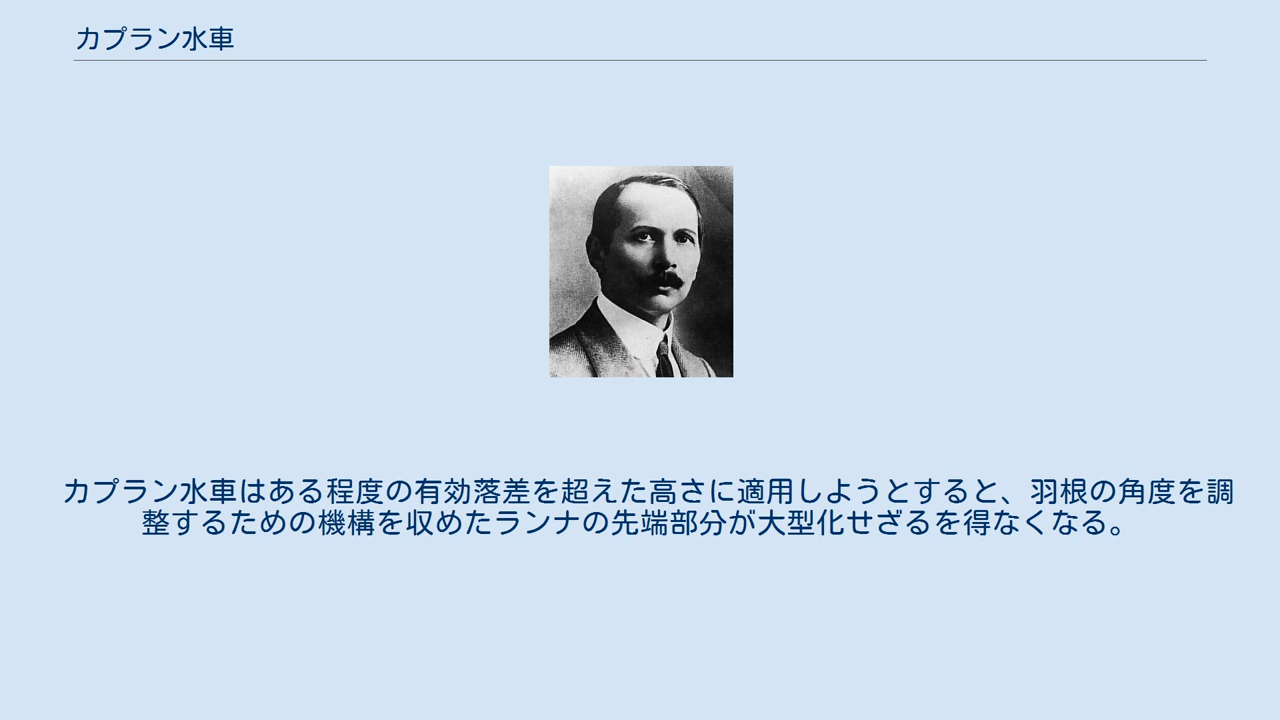 カプラン水車
カプラン水車はある程度の有効落差を超えた高さに適用しようとすると、羽根の角度を調
整するための機構を収めたランナの先端部分が大型化せざるを得なくなる。